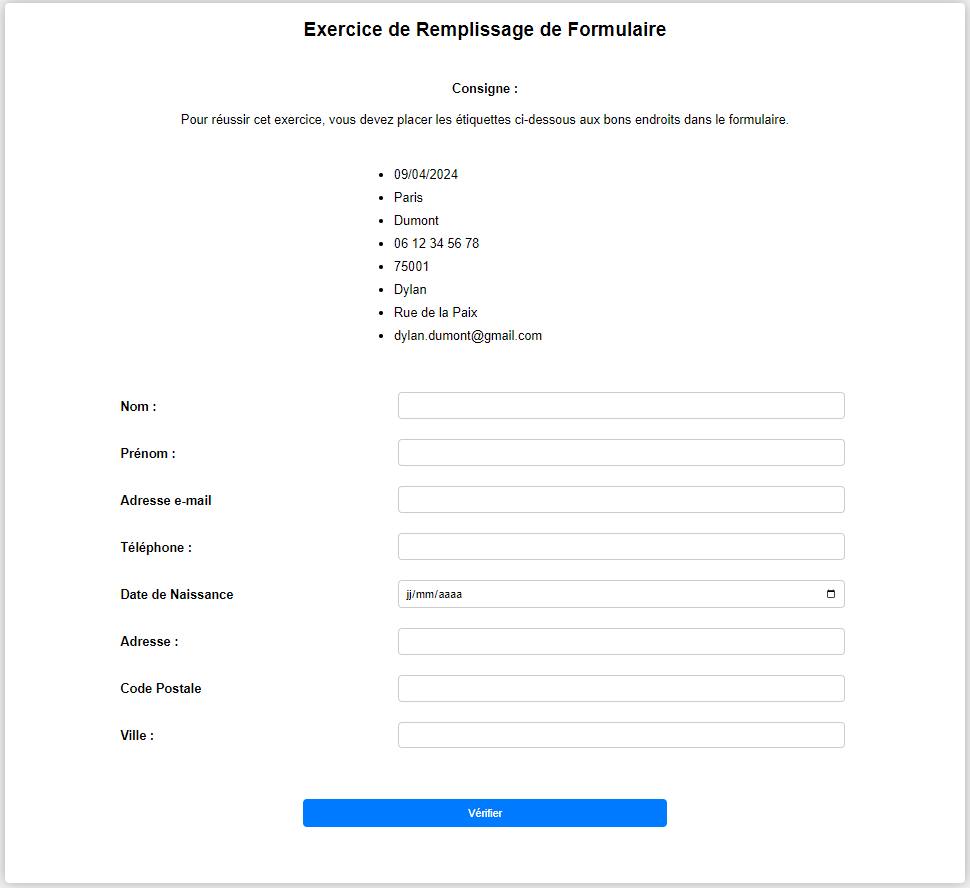 Exercice de Remplissage de Formulaire
Consigne :
Pour réussir cet exercice, vous devez placer les étiquettes ci-dessous aux bons endroits dans le formulaire.
• 09/04/2024
• Paris
• Dumont
• 06 12 34 56 78
• 75001
• Dylan
• Rue de la Paix
• dylan.dumont@gmail.com
Nom :
Prénom :
Adresse e-mail
Téléphone :
Date de Naissance jj/mm/aaaa
Adresse :
Code Postale
Ville :
Vérifier